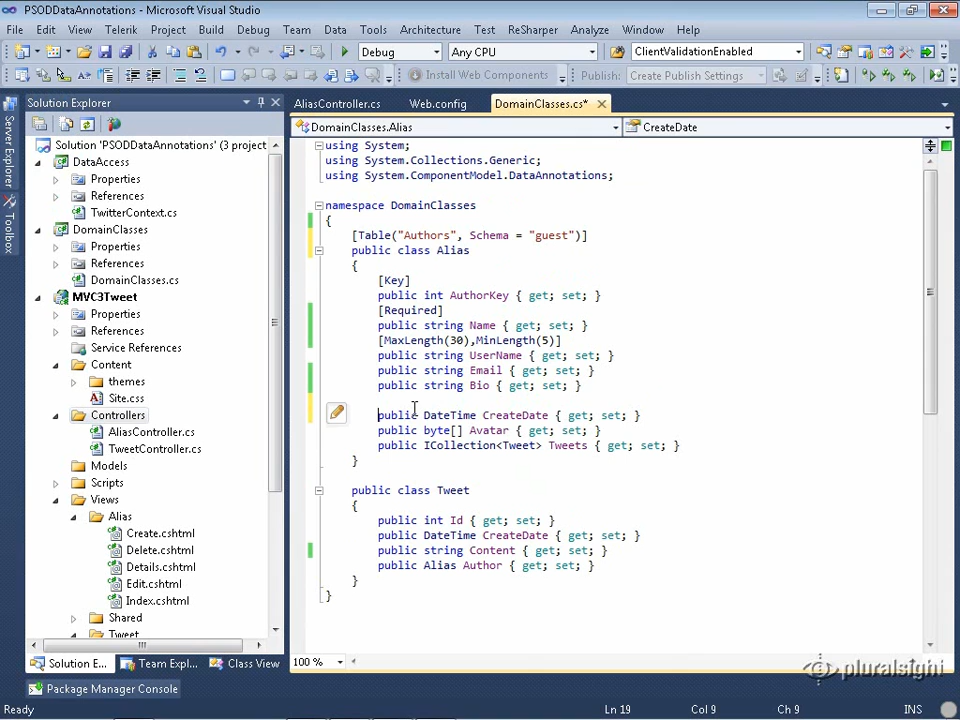 PSODDataAnnotations - Microsoft Visual Studio
File Edit View Telerik Project Build Debug Team Data Tools Architecture Test ReSharper Analyze Window Help
Debug Any CPU ClientValidationEnabled
Install Web Components Publish: Create Publish Settings
Server Explorer
Toolbox
Solution Explorer
Solution 'PSODDataAnnotations' (3 project
DataAccess
Properties
References
TwitterContext.cs
DomainClasses
Properties
References
DomainClasses.cs
MVC3Tweet
Properties
References
Service References
Content
themes
Site.css
Controllers
AliasController.cs
TweetController.cs
Models
Scripts
Views
Alias
Create.cshtml
Delete.cshtml
Details.cshtml
Edit.cshtml
Index.cshtml
Shared
Tweet
Solution E... Team Expl... Class View
AliasController.cs Web.config DomainClasses.cs*
DomainClasses.Alias CreateDate
using System;
using System.Collections.Generic;
using System.ComponentModel.DataAnnotations;
namespace DomainClasses
{
[Table("Authors", Schema = "guest")]
public class Alias
{
[Key]
public int AuthorKey { get; set; }
[Required]
public string Name { get; set; }
[MaxLength(30),MinLength(5)]
public string UserName { get; set; }
public string Email { get; set; }
public string Bio { get; set; }
public DateTime CreateDate { get; set; }
public byte[] Avatar { get; set; }
public ICollection<Tweet> Tweets { get; set; }
}
public class Tweet
{
public int Id { get; set; }
public DateTime CreateDate { get; set; }
public string Content { get; set; }
public Alias Author { get; set; }
}
}
100 %
pluralsight
Package Manager Console
Ready Ln 19 Col 9 Ch 9 INS